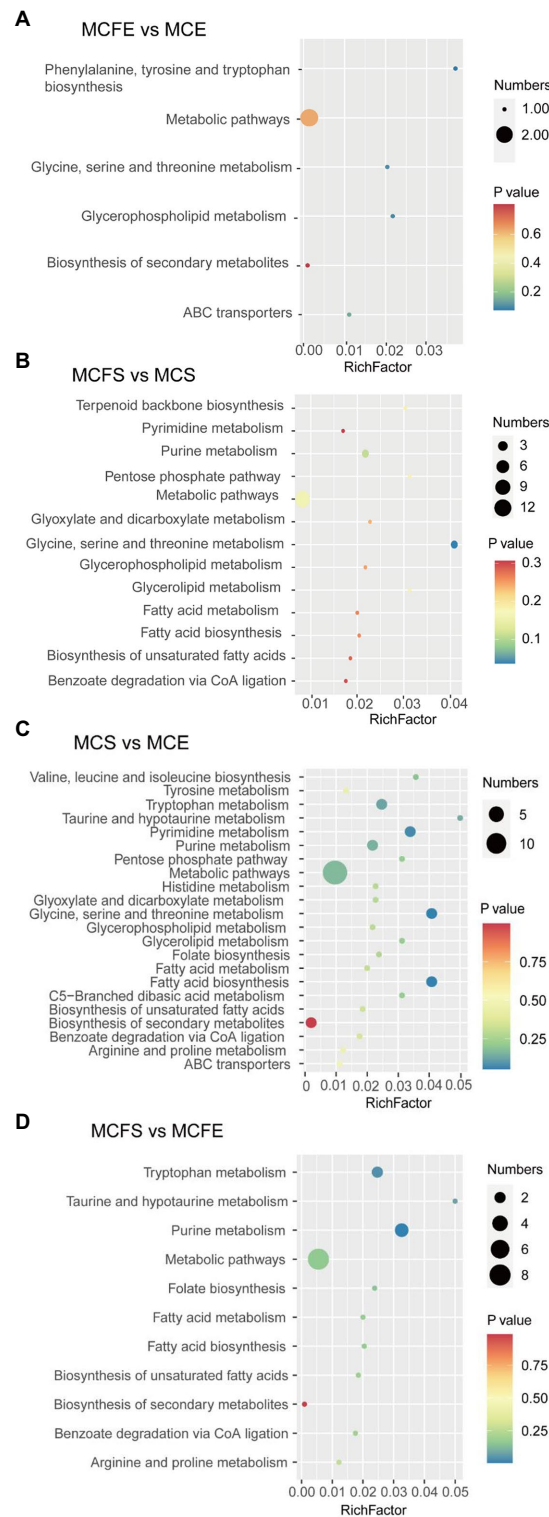 A
MCFE vs MCE
Phenylalanine, tyrosine and tryptophan
biosynthesis
Metabolic pathways
Glycine, serine and threonine metabolism
Glycerophospholipid metabolism
Biosynthesis of secondary metabolites
ABC transporters
0.00 0.01 0.02 0.03
RichFactor
Numbers
1.00
2.00
P value
0.6
0.4
0.2
B
MCFS vs MCS
Terpenoid backbone biosynthesis
Pyrimidine metabolism
Purine metabolism
Pentose phosphate pathway
Metabolic pathways
Glyoxylate and dicarboxylate metabolism
Glycine, serine and threonine metabolism
Glycerophospholipid metabolism
Glycerolipid metabolism
Fatty acid metabolism
Fatty acid biosynthesis
Biosynthesis of unsaturated fatty acids
Benzoate degradation via CoA ligation
0.01 0.02 0.03 0.04
RichFactor
Numbers
3
6
9
12
P value
0.3
0.2
0.1
C
MCS vs MCE
Valine, leucine and isoleucine biosynthesis
Tyrosine metabolism
Tryptophan metabolism
Taurine and hypotaurine metabolism
Pyrimidine metabolism
Purine metabolism
Pentose phosphate pathway
Metabolic pathways
Histidine metabolism
Glyoxylate and dicarboxylate metabolism
Glycine, serine and threonine metabolism
Glycerophospholipid metabolism
Glycerolipid metabolism
Folate biosynthesis
Fatty acid metabolism
Fatty acid biosynthesis
C5−Branched dibasic acid metabolism
Biosynthesis of unsaturated fatty acids
Biosynthesis of secondary metabolites
Benzoate degradation via CoA ligation
Arginine and proline metabolism
ABC transporters
0 0.01 0.02 0.03 0.04 0.05
RichFactor
Numbers
5
10
P value
0.75
0.50
0.25
D
MCFS vs MCFE
Tryptophan metabolism
Taurine and hypotaurine metabolism
Purine metabolism
Metabolic pathways
Folate biosynthesis
Fatty acid metabolism
Fatty acid biosynthesis
Biosynthesis of unsaturated fatty acids
Biosynthesis of secondary metabolites
Benzoate degradation via CoA ligation
Arginine and proline metabolism
0.00 0.01 0.02 0.03 0.04 0.05
RichFactor
Numbers
2
4
6
8
P value
0.75
0.50
0.25